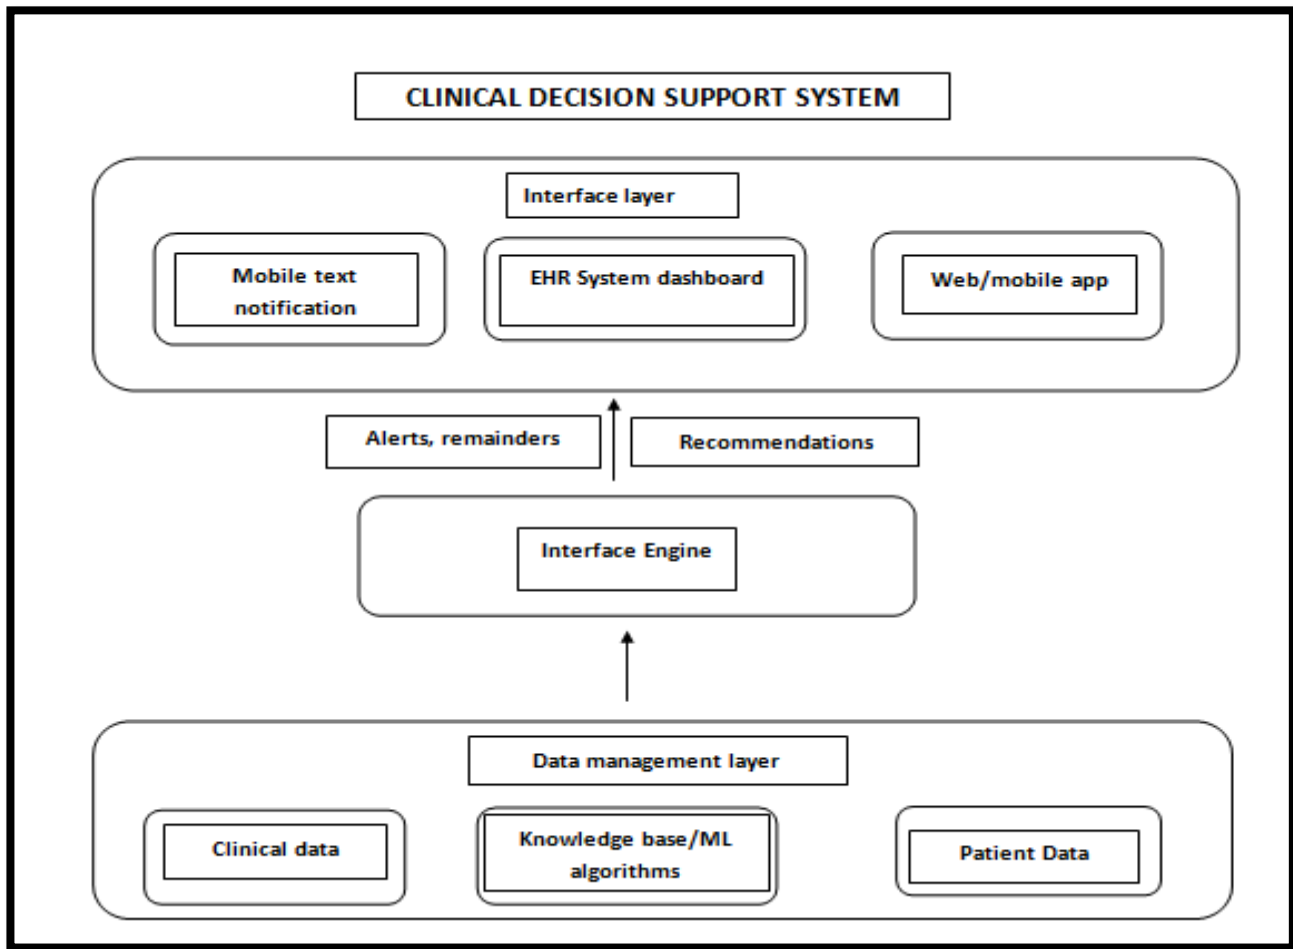 CLINICAL DECISION SUPPORT SYSTEM
Interface layer
Mobile text
notification
EHR System dashboard
Web/mobile app
Alerts, remainders
Recommendations
Interface Engine
Data management layer
Clinical data
Knowledge base/ML
algorithms
Patient Data